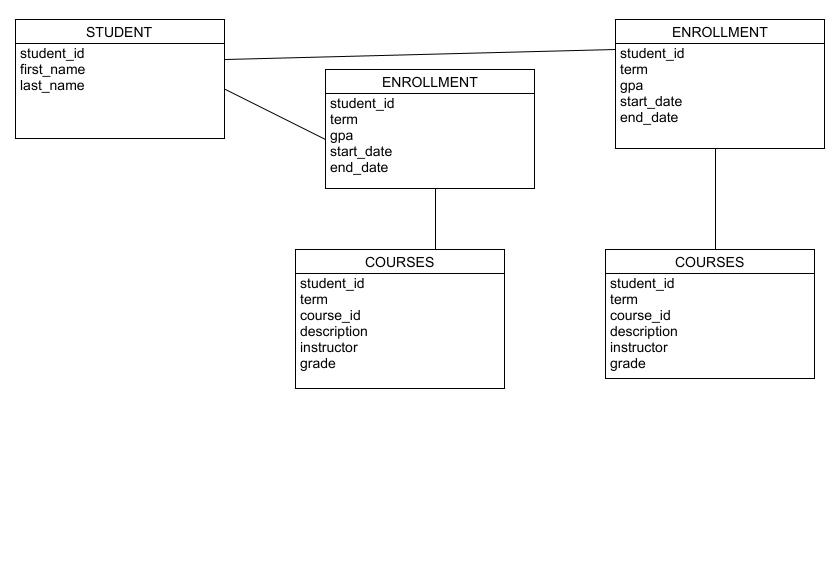 STUDENT
student_id
first_name
last_name
ENROLLMENT
student_id
term
gpa
start_date
end_date
ENROLLMENT
student_id
term
gpa
start_date
end_date
COURSES
student_id
term
course_id
description
instructor
grade
COURSES
student_id
term
course_id
description
instructor
grade